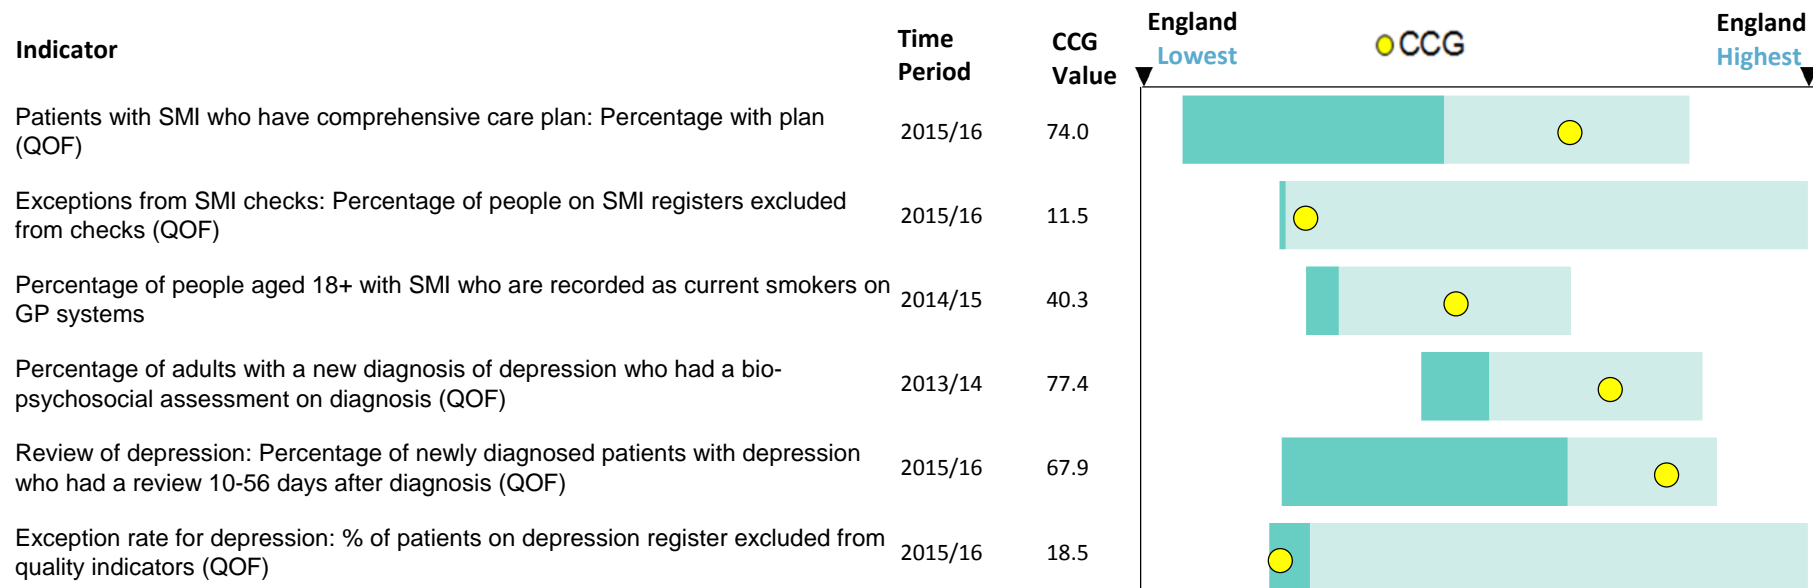 Indicator
Time
Period
CCG
Value
England
Lowest
CCG
England
Highest
Patients with SMI who have comprehensive care plan: Percentage with plan
(QOF)
2015/16
74.0
Exceptions from SMI checks: Percentage of people on SMI registers excluded
from checks (QOF)
2015/16
11.5
Percentage of people aged 18+ with SMI who are recorded as current smokers on
GP systems
2014/15
40.3
Percentage of adults with a new diagnosis of depression who had a bio-
psychosocial assessment on diagnosis (QOF)
2013/14
77.4
Review of depression: Percentage of newly diagnosed patients with depression
who had a review 10-56 days after diagnosis (QOF)
2015/16
67.9
Exception rate for depression: % of patients on depression register excluded from
quality indicators (QOF)
2015/16
18.5